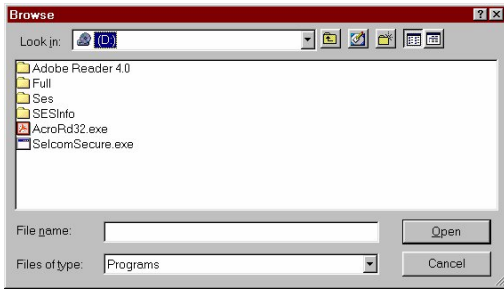 Browse
Look in: (D:)
Adobe Reader 4.0
Full
Ses
SESInfo
AcroRd32.exe
SelcomSecure.exe
File name: Open
Files of type: Programs Cancel